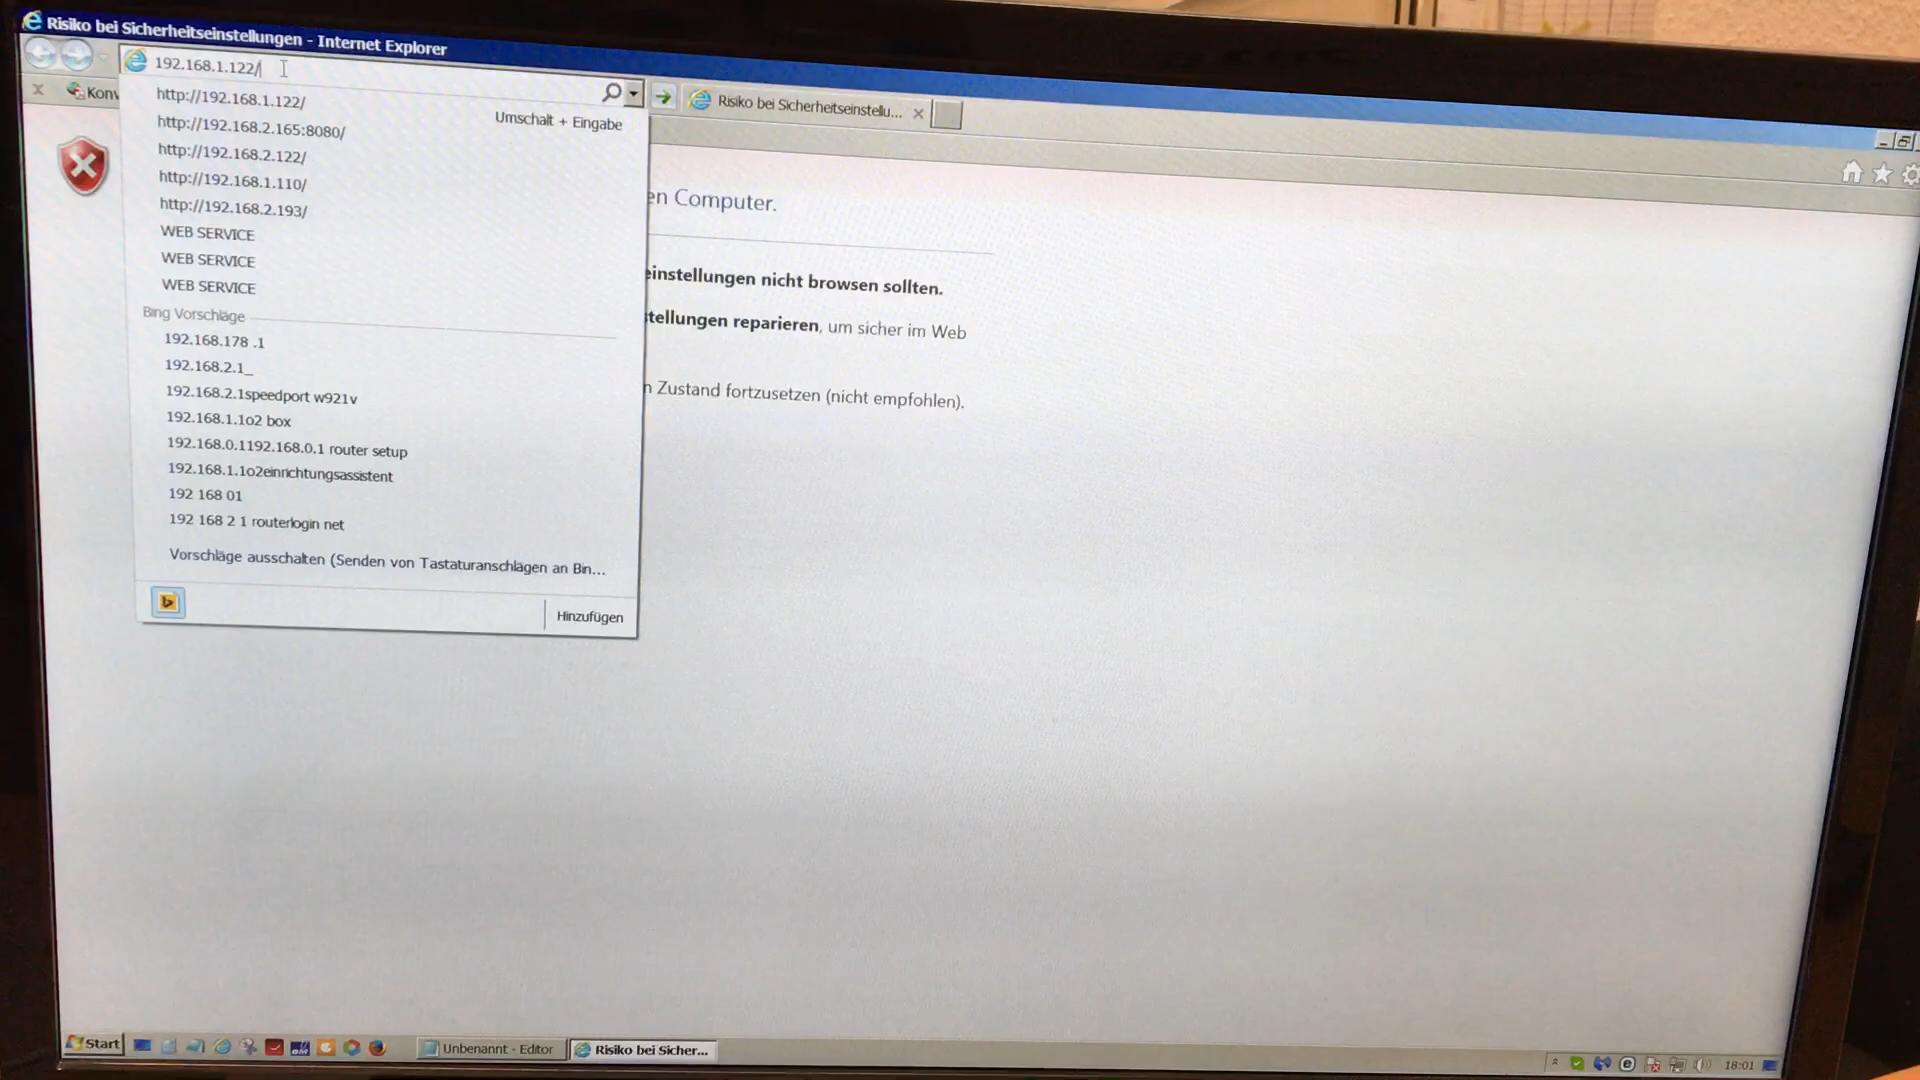 Risiko bei Sicherheitseinstellungen - Internet Explorer
192.168.1.122/
Risiko bei Sicherheitseinstellu...
Konv
http://192.168.1.122/
Umschalt + Eingabe
http://192.168.2.165:8080/
http://192.168.2.122/
http://192.168.1.110/
http://192.168.2.193/
WEB SERVICE
WEB SERVICE
WEB SERVICE
Bing Vorschläge
192.168.178 .1
192.168.2.1_
192.168.2.1speedport w921v
192.168.1.1o2 box
192.168.0.1192.168.0.1 router setup
192.168.1.1o2einrichtungsassistent
192 168 01
192 168 2 1 routerlogin net
Vorschläge ausschalten (Senden von Tastaturanschlägen an Bin...
Hinzufügen
en Computer.
einstellungen nicht browsen sollten.
stellungen reparieren, um sicher im Web
n Zustand fortzusetzen (nicht empfohlen).
Start
Unbenannt - Editor
Risiko bei Sicher...
18:01